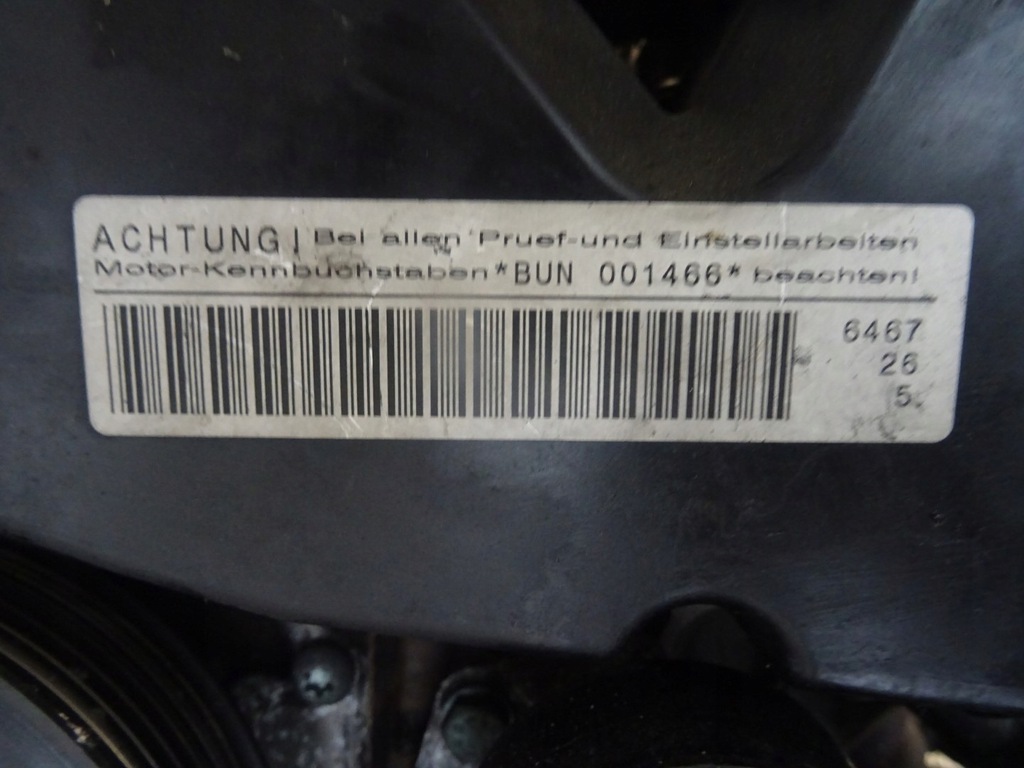 ACHTUNG! Bei allen Pruef-und Einstellarbeiten
Motor-Kennbuchstaben*BUN 001466* beachten!
6467
26
5.